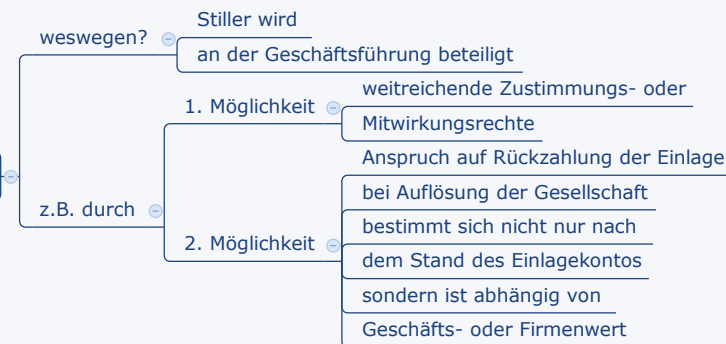 weswegen?
Stiller wird
an der Geschäftsführung beteiligt
z.B. durch
1. Möglichkeit
weitreichende Zustimmungs- oder
Mitwirkungsrechte
2. Möglichkeit
Anspruch auf Rückzahlung der Einlage
bei Auflösung der Gesellschaft
bestimmt sich nicht nur nach
dem Stand des Einlagekontos
sondern ist abhängig von
Geschäfts- oder Firmenwert